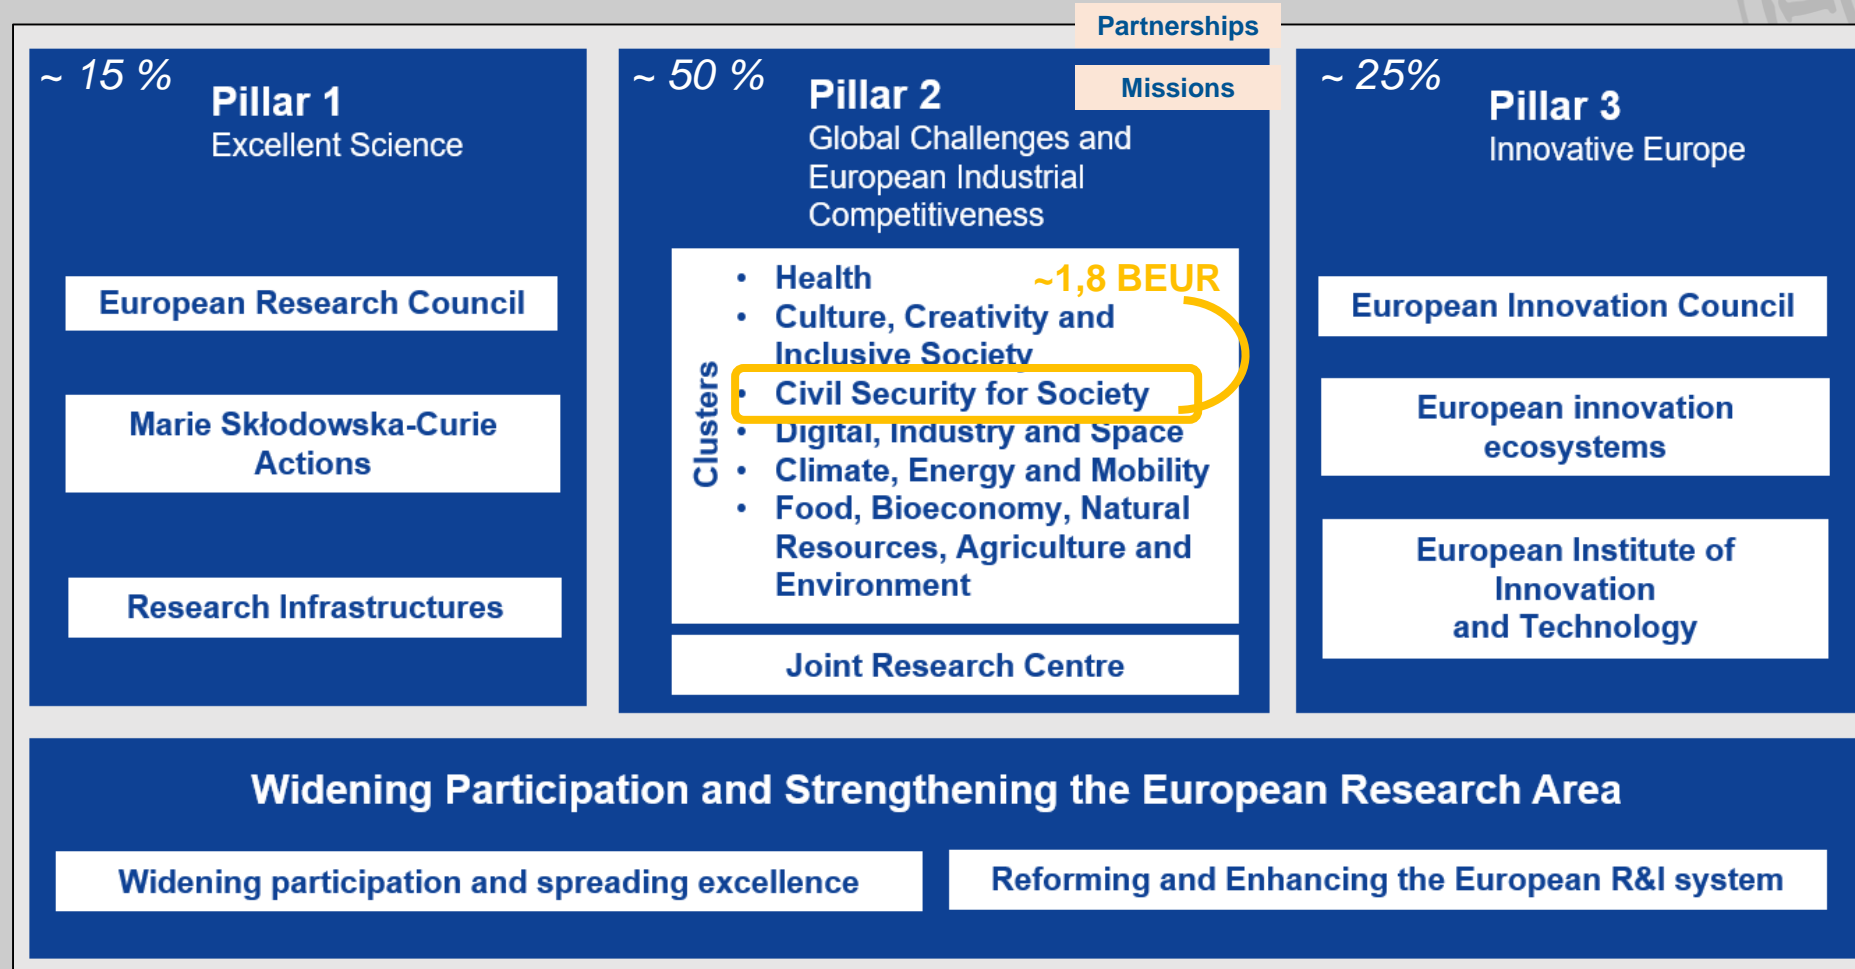 Partnerships
Missions
~ 15 %
Pillar 1
Excellent Science
European Research Council
Marie Skłodowska-Curie
Actions
Research Infrastructures
~ 50 %
Pillar 2
Global Challenges and
European Industrial
Competitiveness
Clusters
• Health
~1,8 BEUR
• Culture, Creativity and
Inclusive Society
• Civil Security for Society
• Digital, Industry and Space
• Climate, Energy and Mobility
• Food, Bioeconomy, Natural
Resources, Agriculture and
Environment
Joint Research Centre
~ 25%
Pillar 3
Innovative Europe
European Innovation Council
European innovation
ecosystems
European Institute of
Innovation
and Technology
Widening Participation and Strengthening the European Research Area
Widening participation and spreading excellence
Reforming and Enhancing the European R&I system